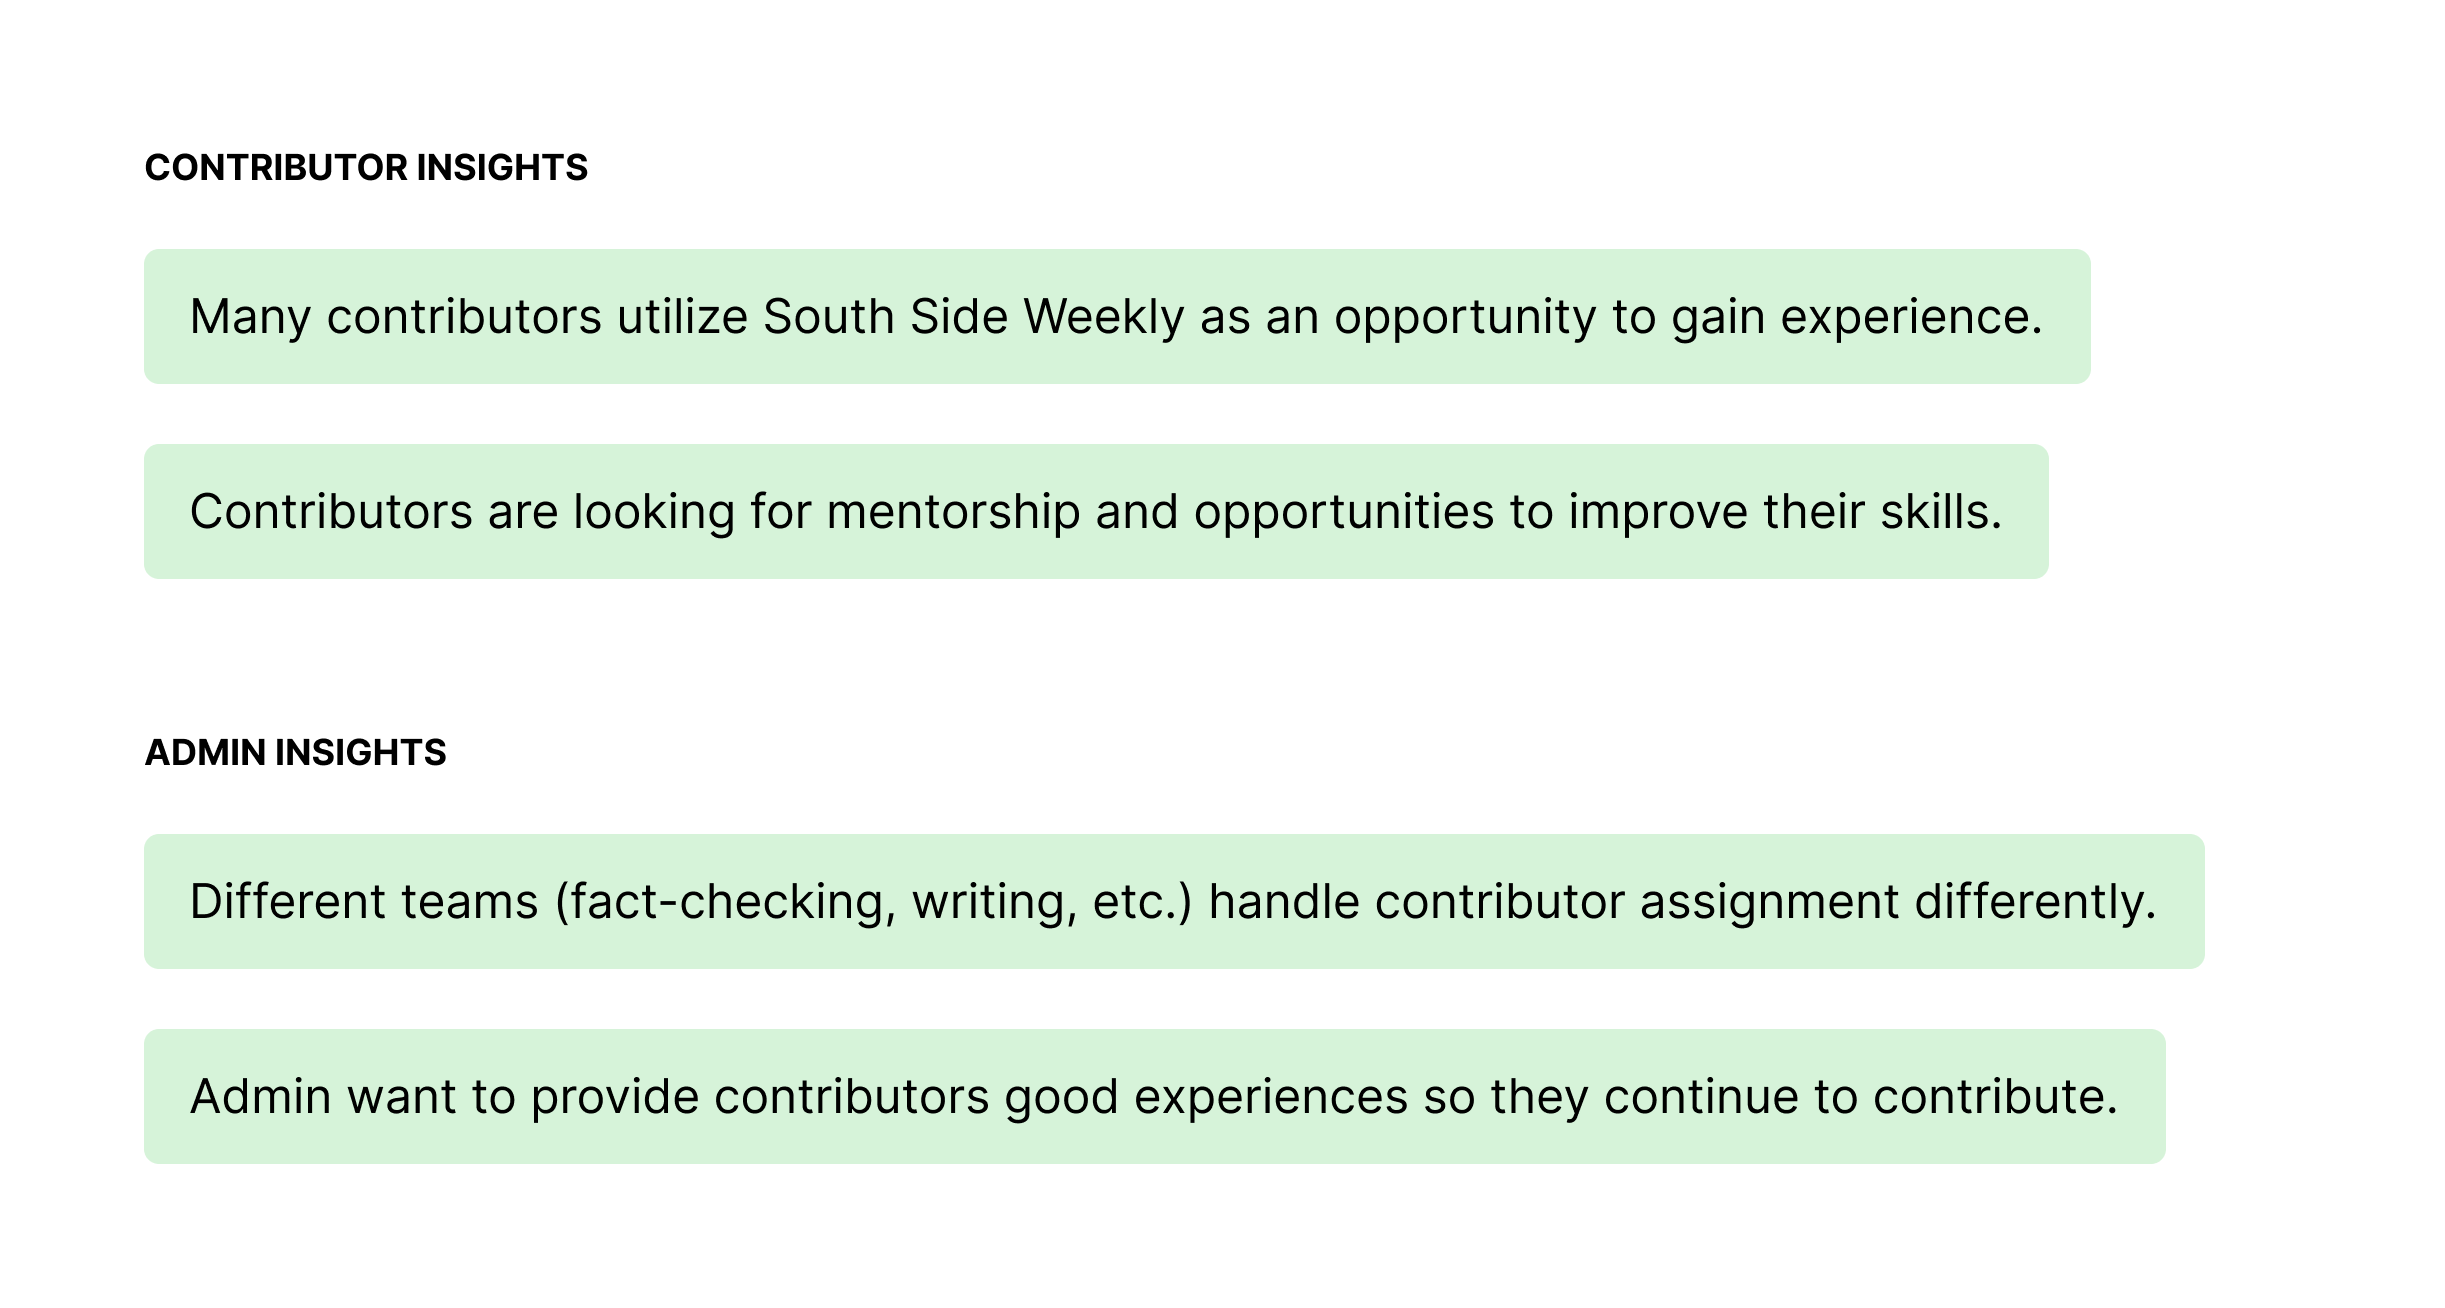 CONTRIBUTOR INSIGHTS
Many contributors utilize South Side Weekly as an opportunity to gain experience.
Contributors are looking for mentorship and opportunities to improve their skills.
ADMIN INSIGHTS
Different teams (fact-checking, writing, etc.) handle contributor assignment differently.
Admin want to provide contributors good experiences so they continue to contribute.